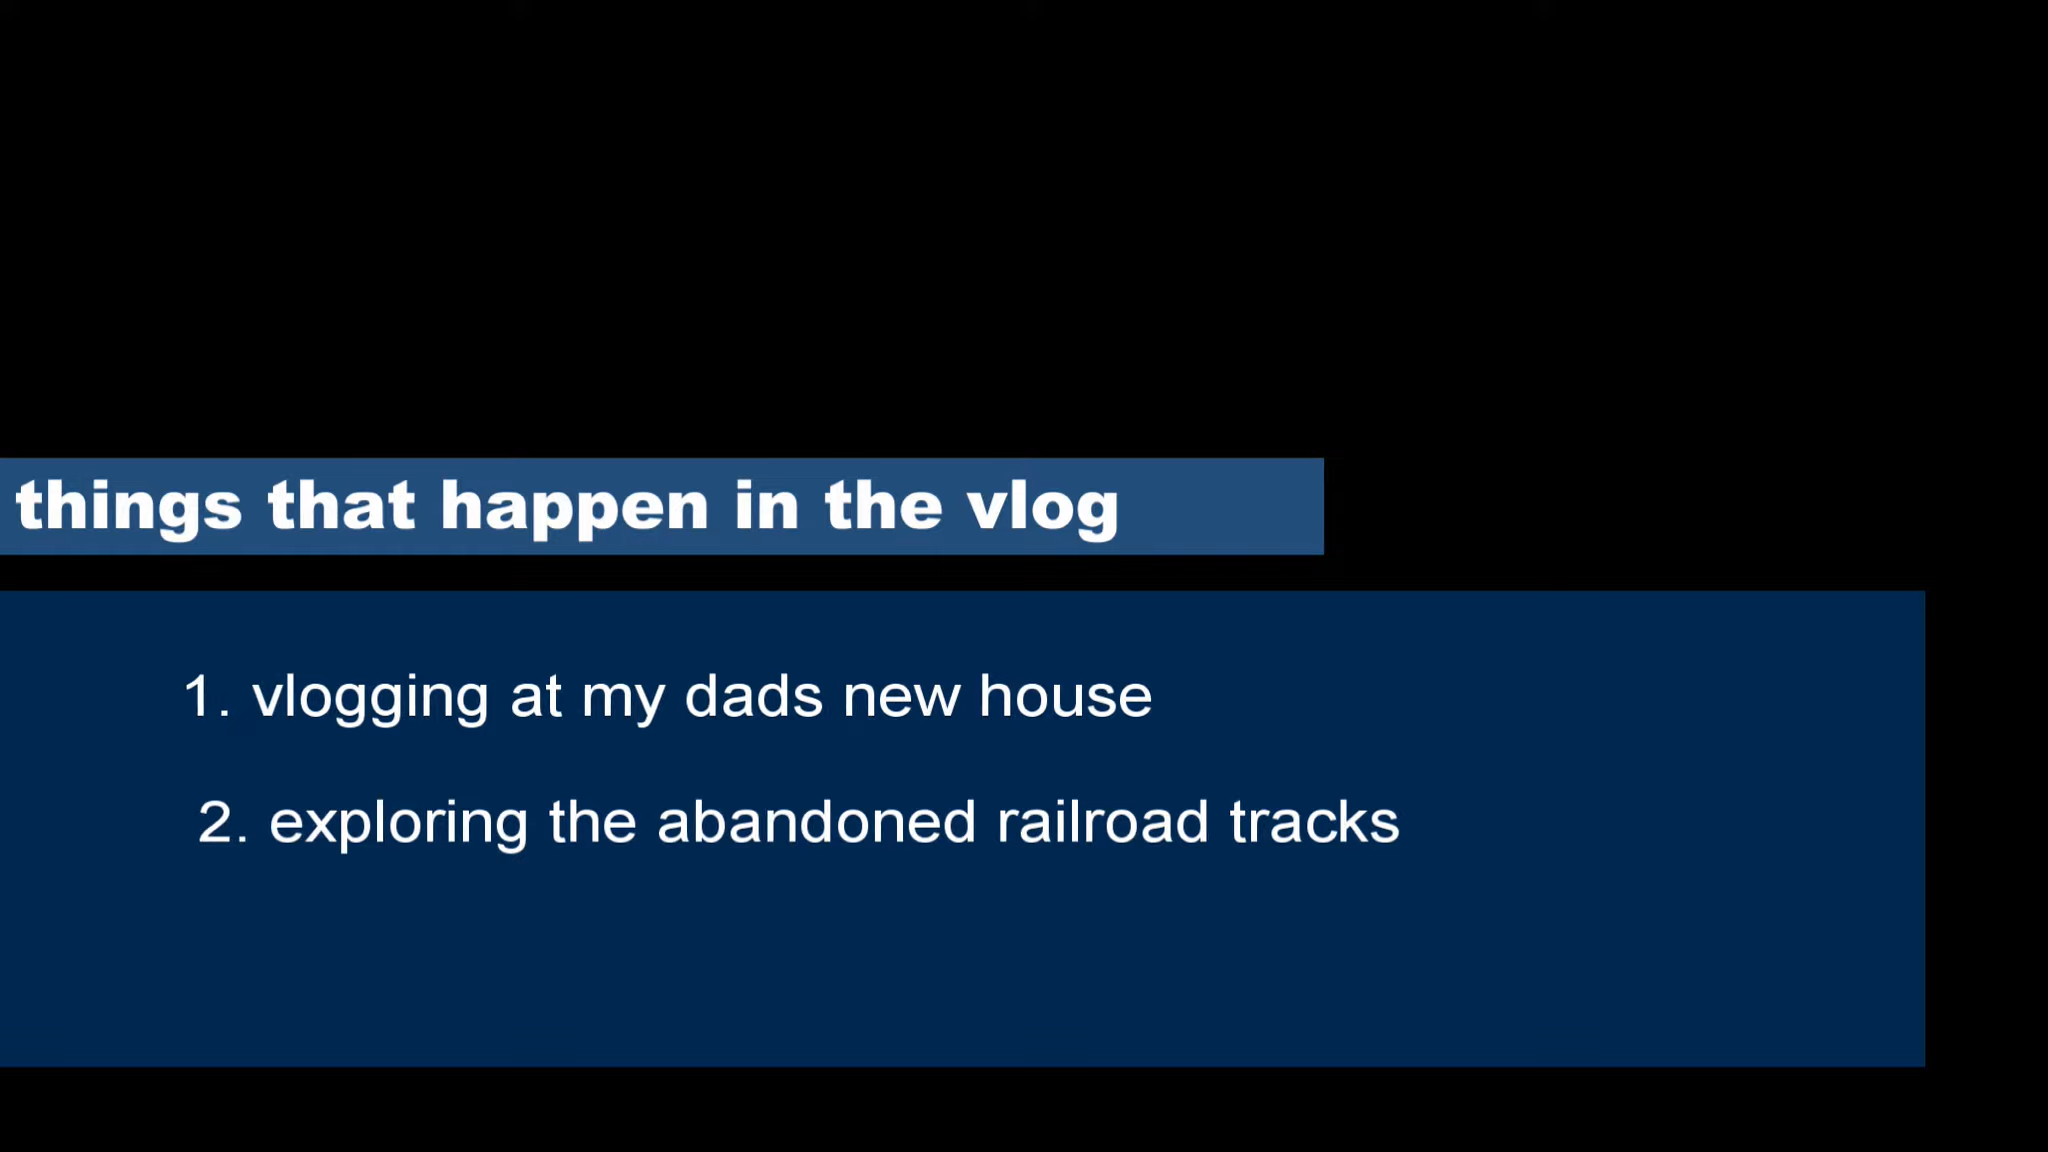 things that happen in the vlog
1. vlogging at my dads new house
2. exploring the abandoned railroad tracks